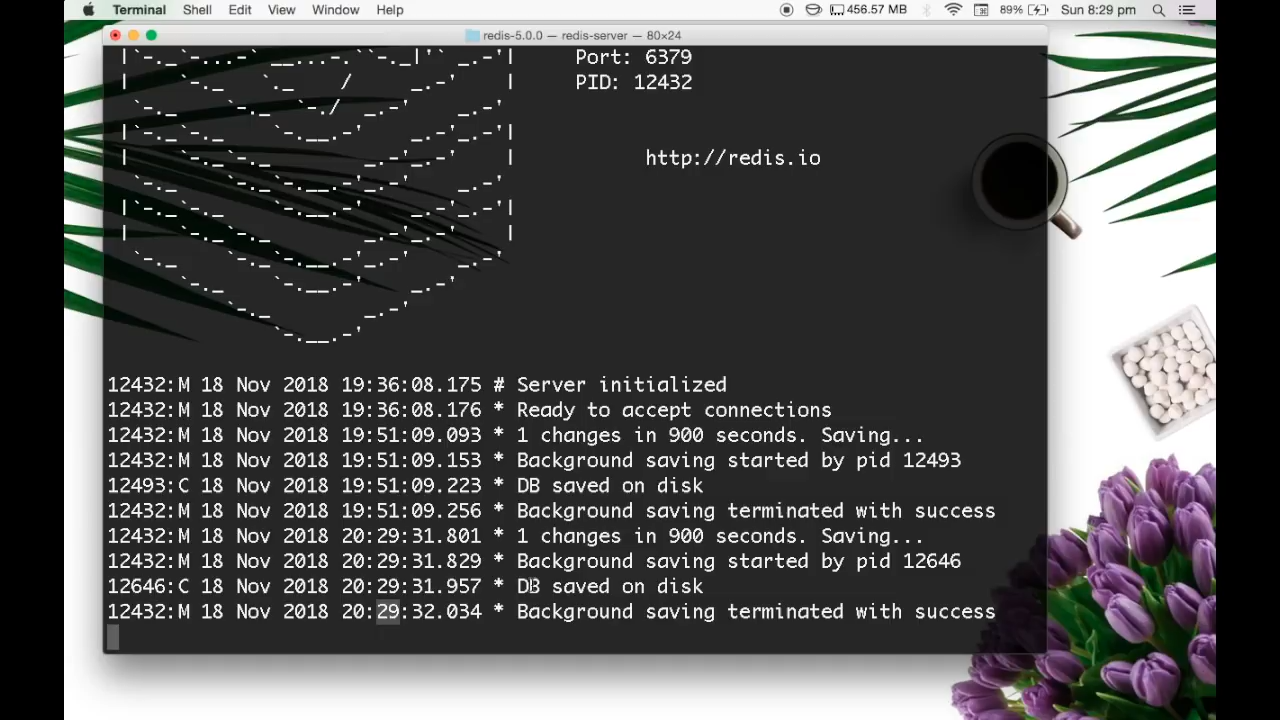 Terminal Shell Edit View Window Help 456.57 MB 89% Sun 8:29 pm
redis-5.0.0 — redis-server — 80×24
|`-._`-...-` __...-.``-._|'` _.-'| Port: 6379
| `-._ `._ / _.-' | PID: 12432
`-._ `-._ `-./ _.-' _.-'
|`-._`-._ `-.__.-' _.-'_.-'|
| `-._`-._ _.-'_.-' | http://redis.io
`-._ `-._`-.__.-'_.-' _.-'
|`-._`-._ `-.__.-' _.-'_.-'|
| `-._`-._ _.-'_.-' |
`-._ `-._`-.__.-'_.-' _.-'
`-._ `-.__.-' _.-'
`-._ _.-'
`-.__.-'
12432:M 18 Nov 2018 19:36:08.175 # Server initialized
12432:M 18 Nov 2018 19:36:08.176 * Ready to accept connections
12432:M 18 Nov 2018 19:51:09.093 * 1 changes in 900 seconds. Saving...
12432:M 18 Nov 2018 19:51:09.153 * Background saving started by pid 12493
12493:C 18 Nov 2018 19:51:09.223 * DB saved on disk
12432:M 18 Nov 2018 19:51:09.256 * Background saving terminated with success
12432:M 18 Nov 2018 20:29:31.801 * 1 changes in 900 seconds. Saving...
12432:M 18 Nov 2018 20:29:31.829 * Background saving started by pid 12646
12646:C 18 Nov 2018 20:29:31.957 * DB saved on disk
12432:M 18 Nov 2018 20:29:32.034 * Background saving terminated with success